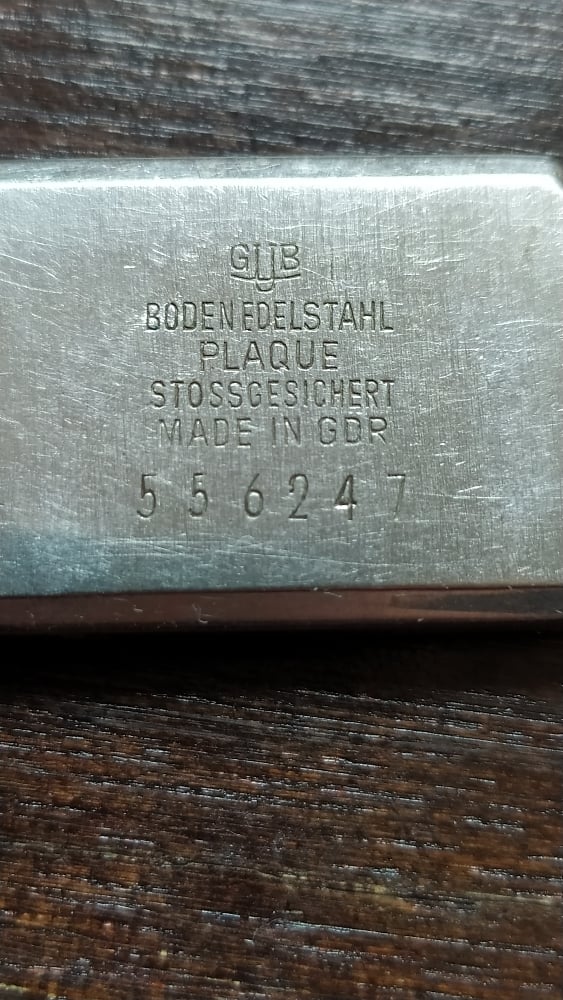 GUB
BODEN EDELSTAHL
PLAQUE
STOSSGESICHERT
MADE IN GDR
556247